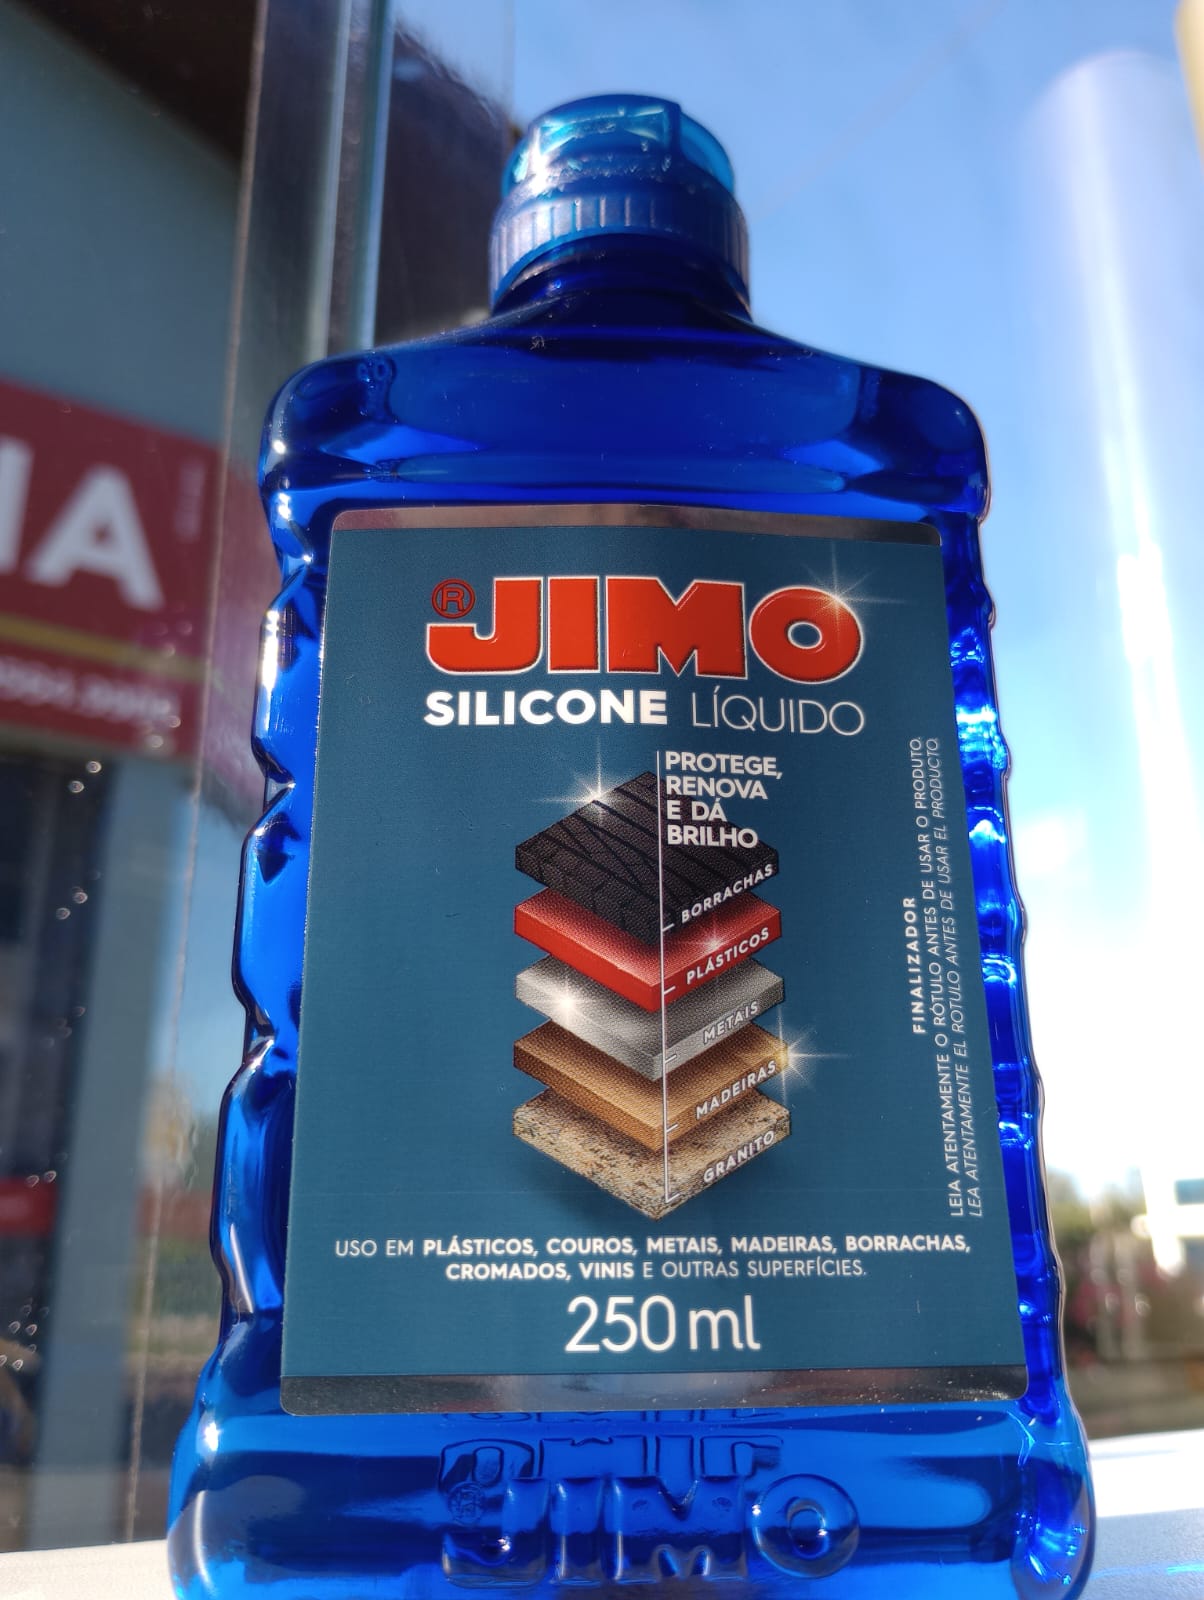 IA
® JIMO
SILICONE LÍQUIDO
PROTEGE,
RENOVA
E DÁ
BRILHO
BORRACHAS
PLÁSTICOS
METAIS
MADEIRAS
GRANITO
FINALIZADOR
LEIA ATENTAMENTE O RÓTULO ANTES DE USAR O PRODUTO.
LEA ATENTAMENTE EL ROTULO ANTES DE USAR EL PRODUCTO.
USO EM PLÁSTICOS, COUROS, METAIS, MADEIRAS, BORRACHAS,
CROMADOS, VINIS E OUTRAS SUPERFÍCIES.
250 ml
JIMO